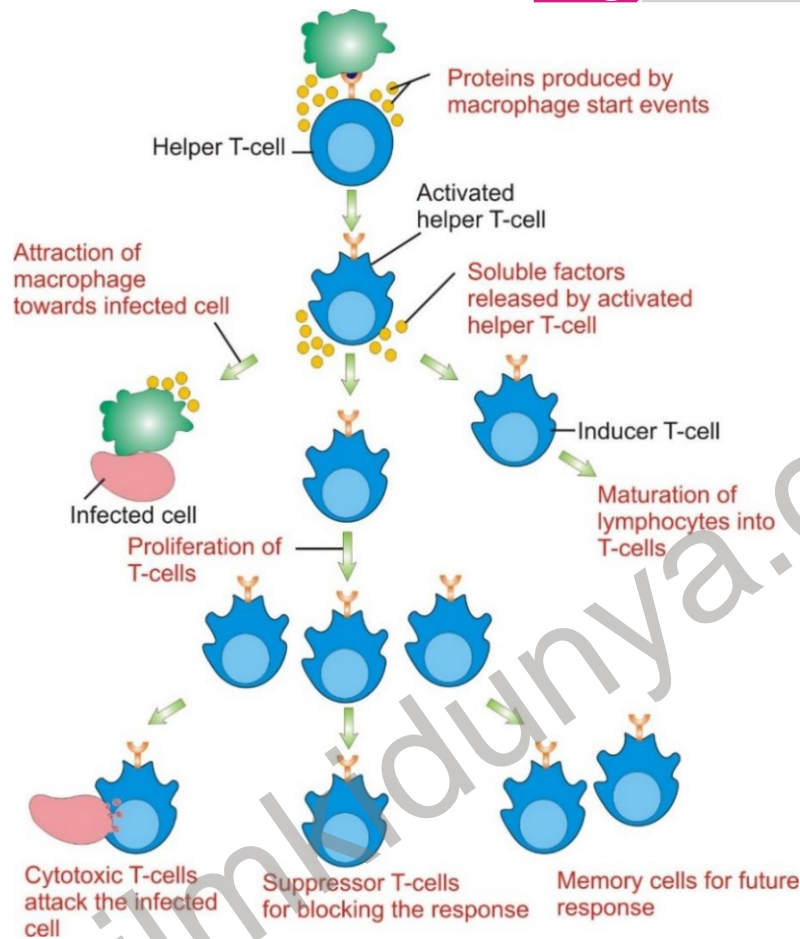 Proteins produced by
macrophage start events
Helper T-cell
Activated
helper T-cell
Attraction of
macrophage
towards infected cell
Soluble factors
released by activated
helper T-cell
Inducer T-cell
Infected cell
Maturation of
lymphocytes into
T-cells
Proliferation of
T-cells
Cytotoxic T-cells
attack the infected
cell
Suppressor T-cells
for blocking the response
Memory cells for future
response
ilmkidunya.c